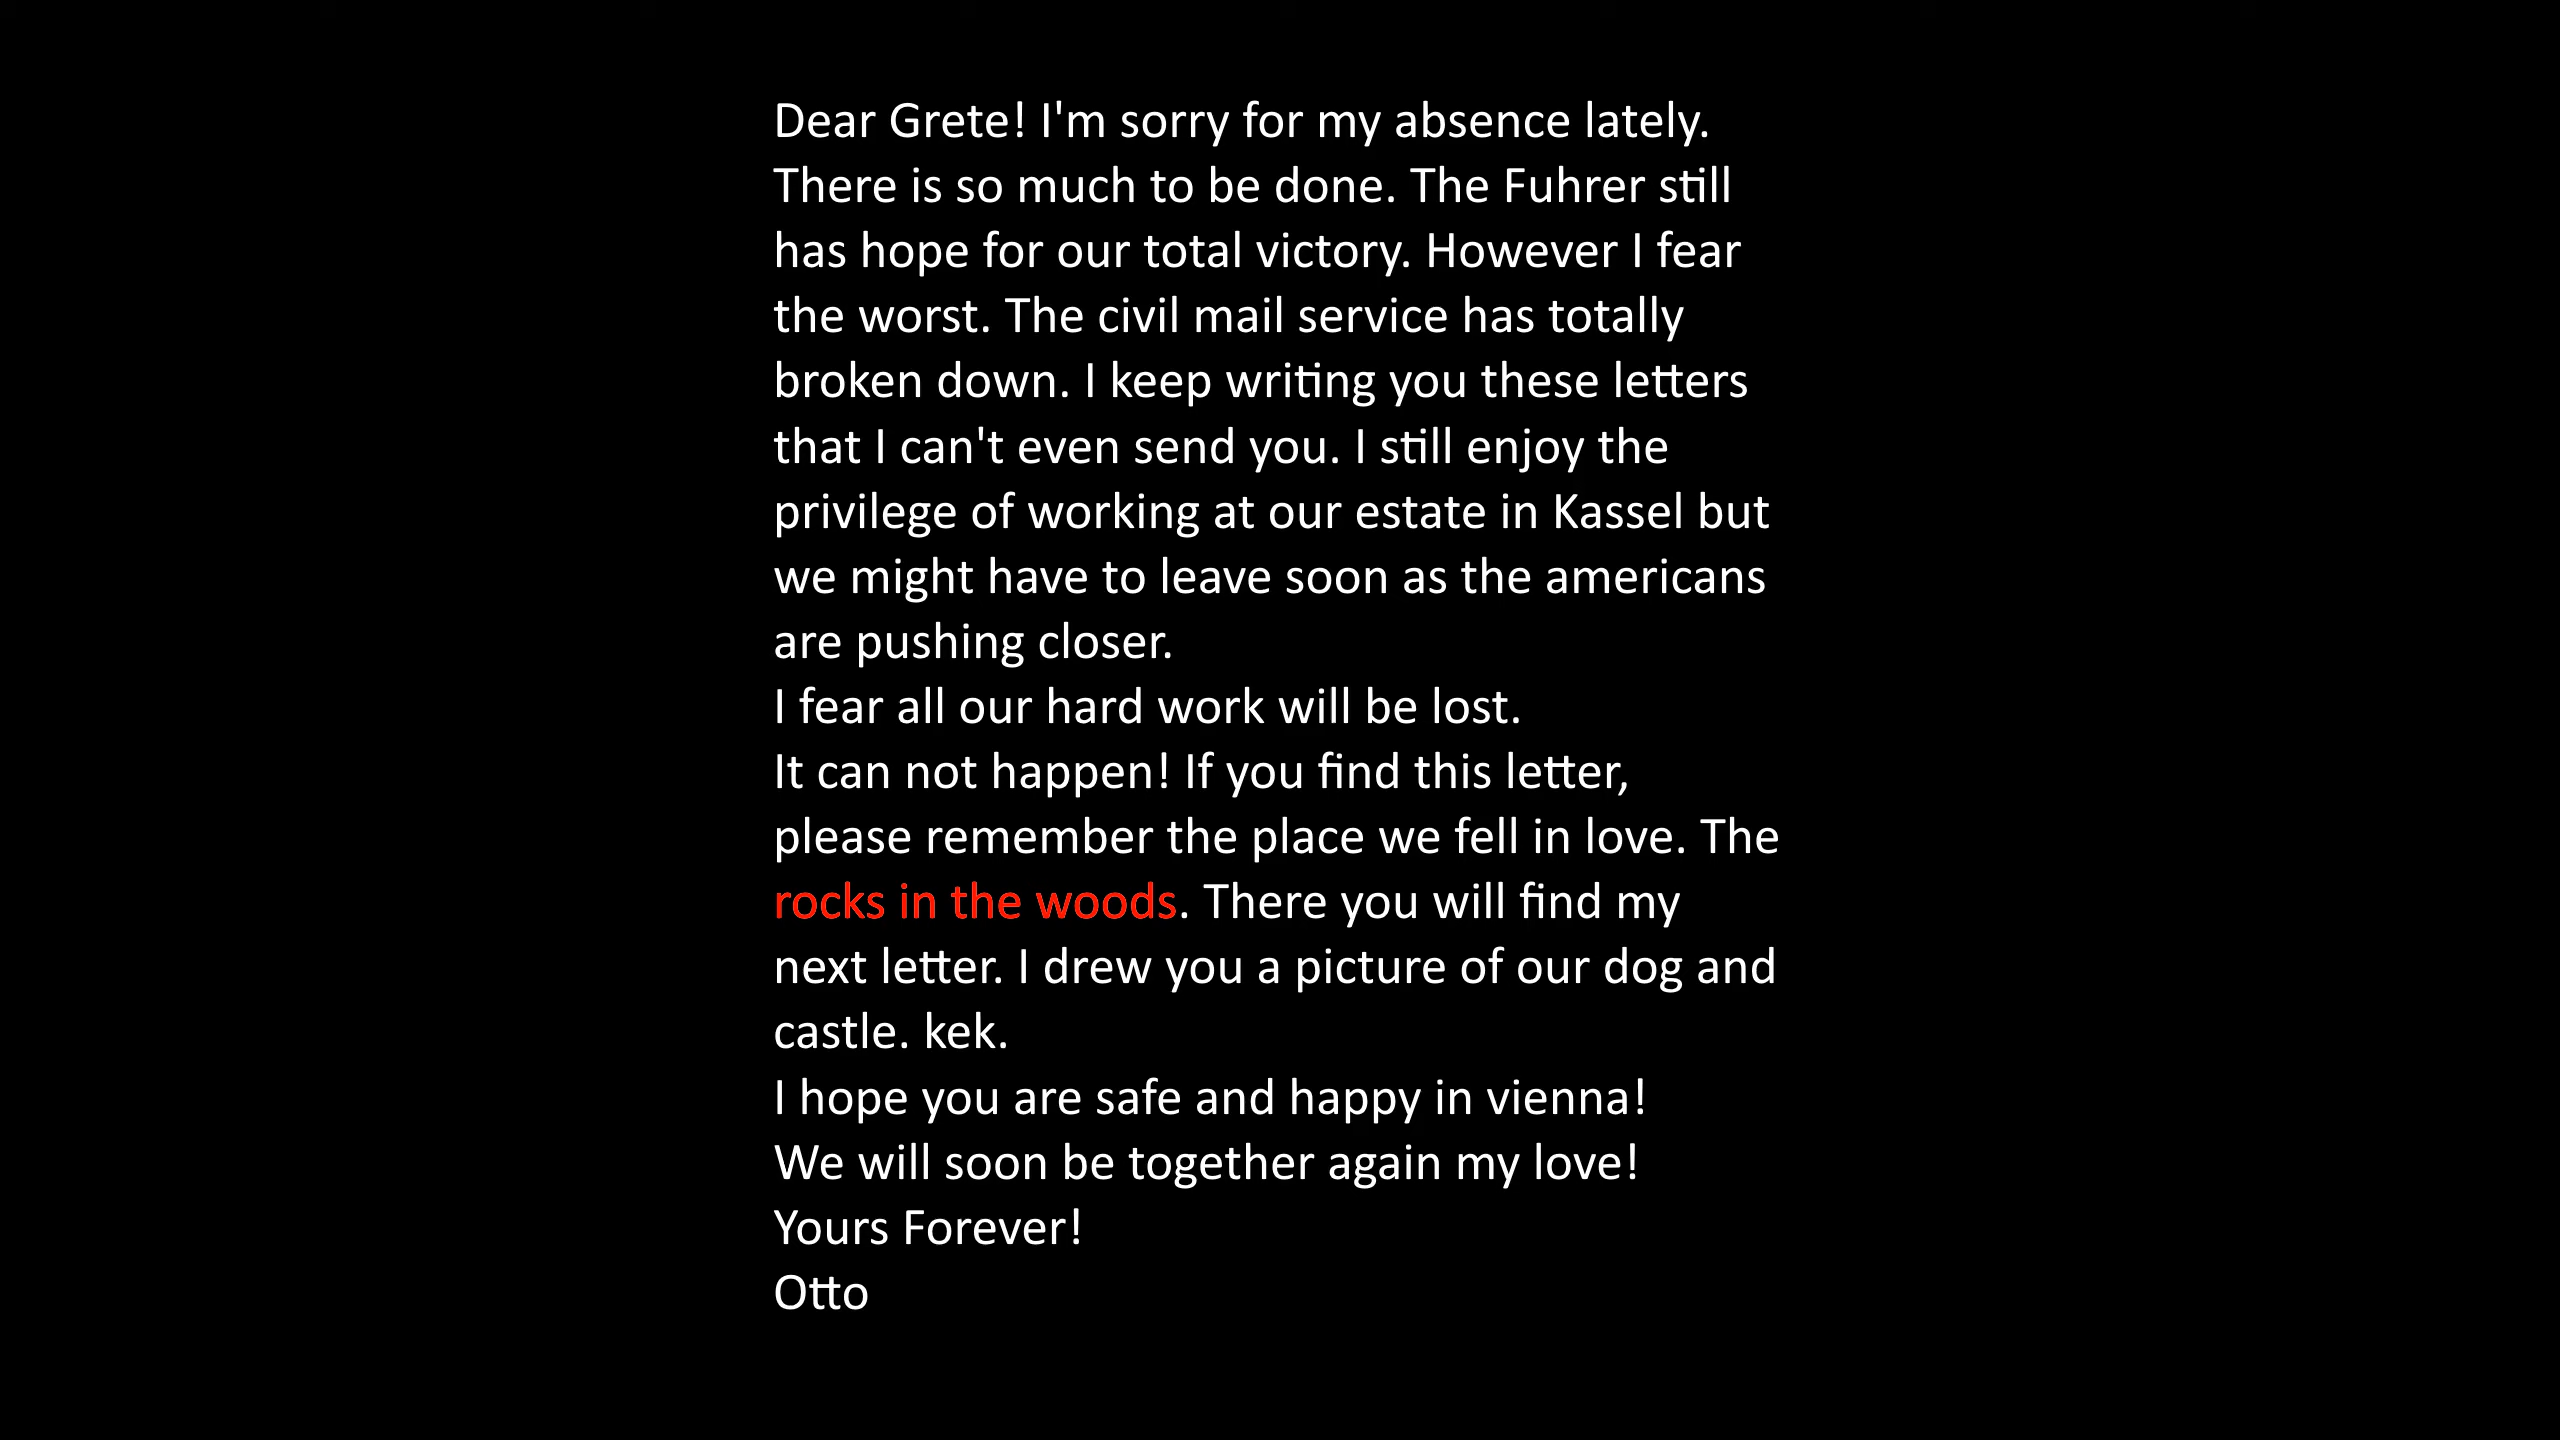 Dear Grete! I'm sorry for my absence lately.
There is so much to be done. The Fuhrer still
has hope for our total victory. However I fear
the worst. The civil mail service has totally
broken down. I keep writing you these letters
that I can't even send you. I still enjoy the
privilege of working at our estate in Kassel but
we might have to leave soon as the americans
are pushing closer.
I fear all our hard work will be lost.
It can not happen! If you find this letter,
please remember the place we fell in love. The
rocks in the woods. There you will find my
next letter. I drew you a picture of our dog and
castle. kek.
I hope you are safe and happy in vienna!
We will soon be together again my love!
Yours Forever!
Otto